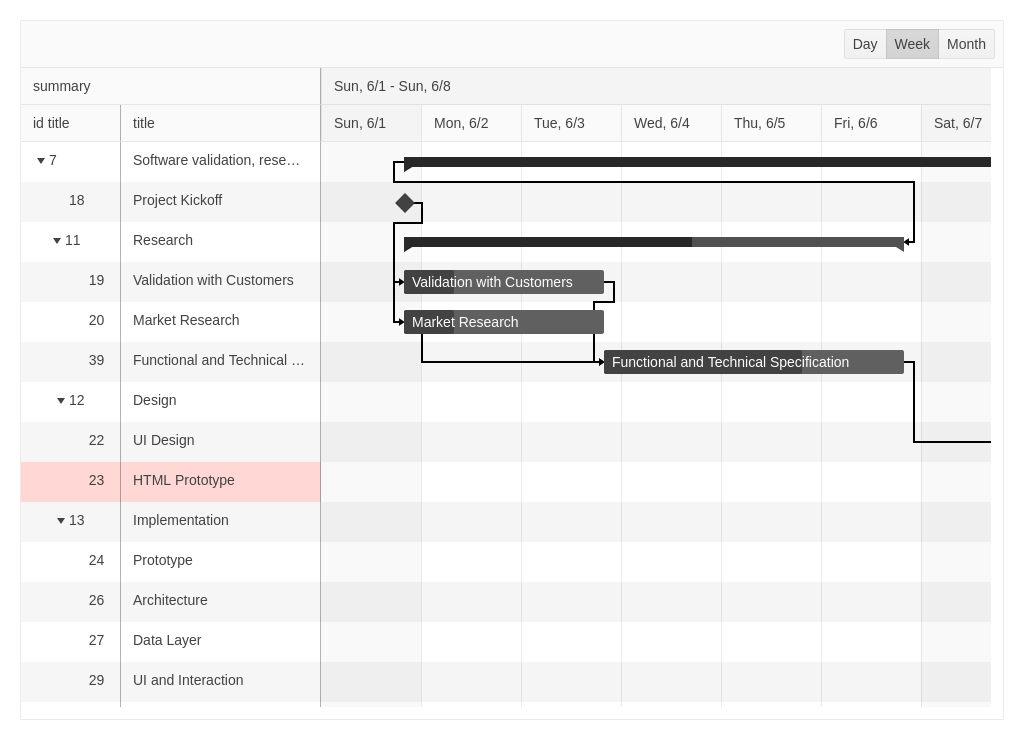 Day Week Month
summary Sun, 6/1 - Sun, 6/8
id title title Sun, 6/1 Mon, 6/2 Tue, 6/3 Wed, 6/4 Thu, 6/5 Fri, 6/6 Sat, 6/7
7 Software validation, rese…
18 Project Kickoff
11 Research
19 Validation with Customers Validation with Customers
20 Market Research Market Research
39 Functional and Technical … Functional and Technical Specification
12 Design
22 UI Design
23 HTML Prototype
13 Implementation
24 Prototype
26 Architecture
27 Data Layer
29 UI and Interaction